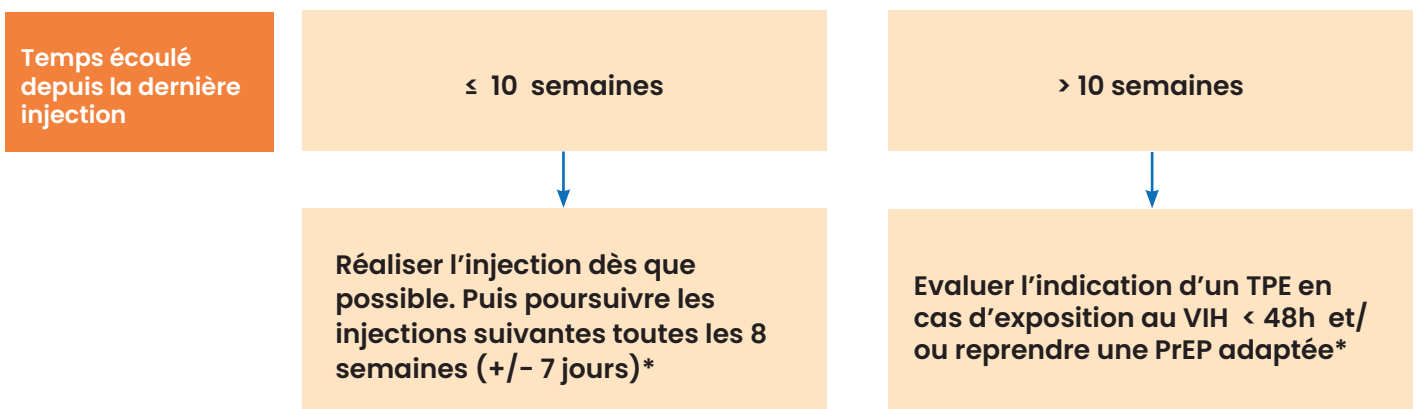 Temps écoulé
depuis la dernière
injection
≤ 10 semaines
> 10 semaines
Réaliser l’injection dès que
possible. Puis poursuivre les
injections suivantes toutes les 8
semaines (+/- 7 jours)*
Evaluer l’indication d’un TPE en
cas d’exposition au VIH < 48h et/
ou reprendre une PrEP adaptée*